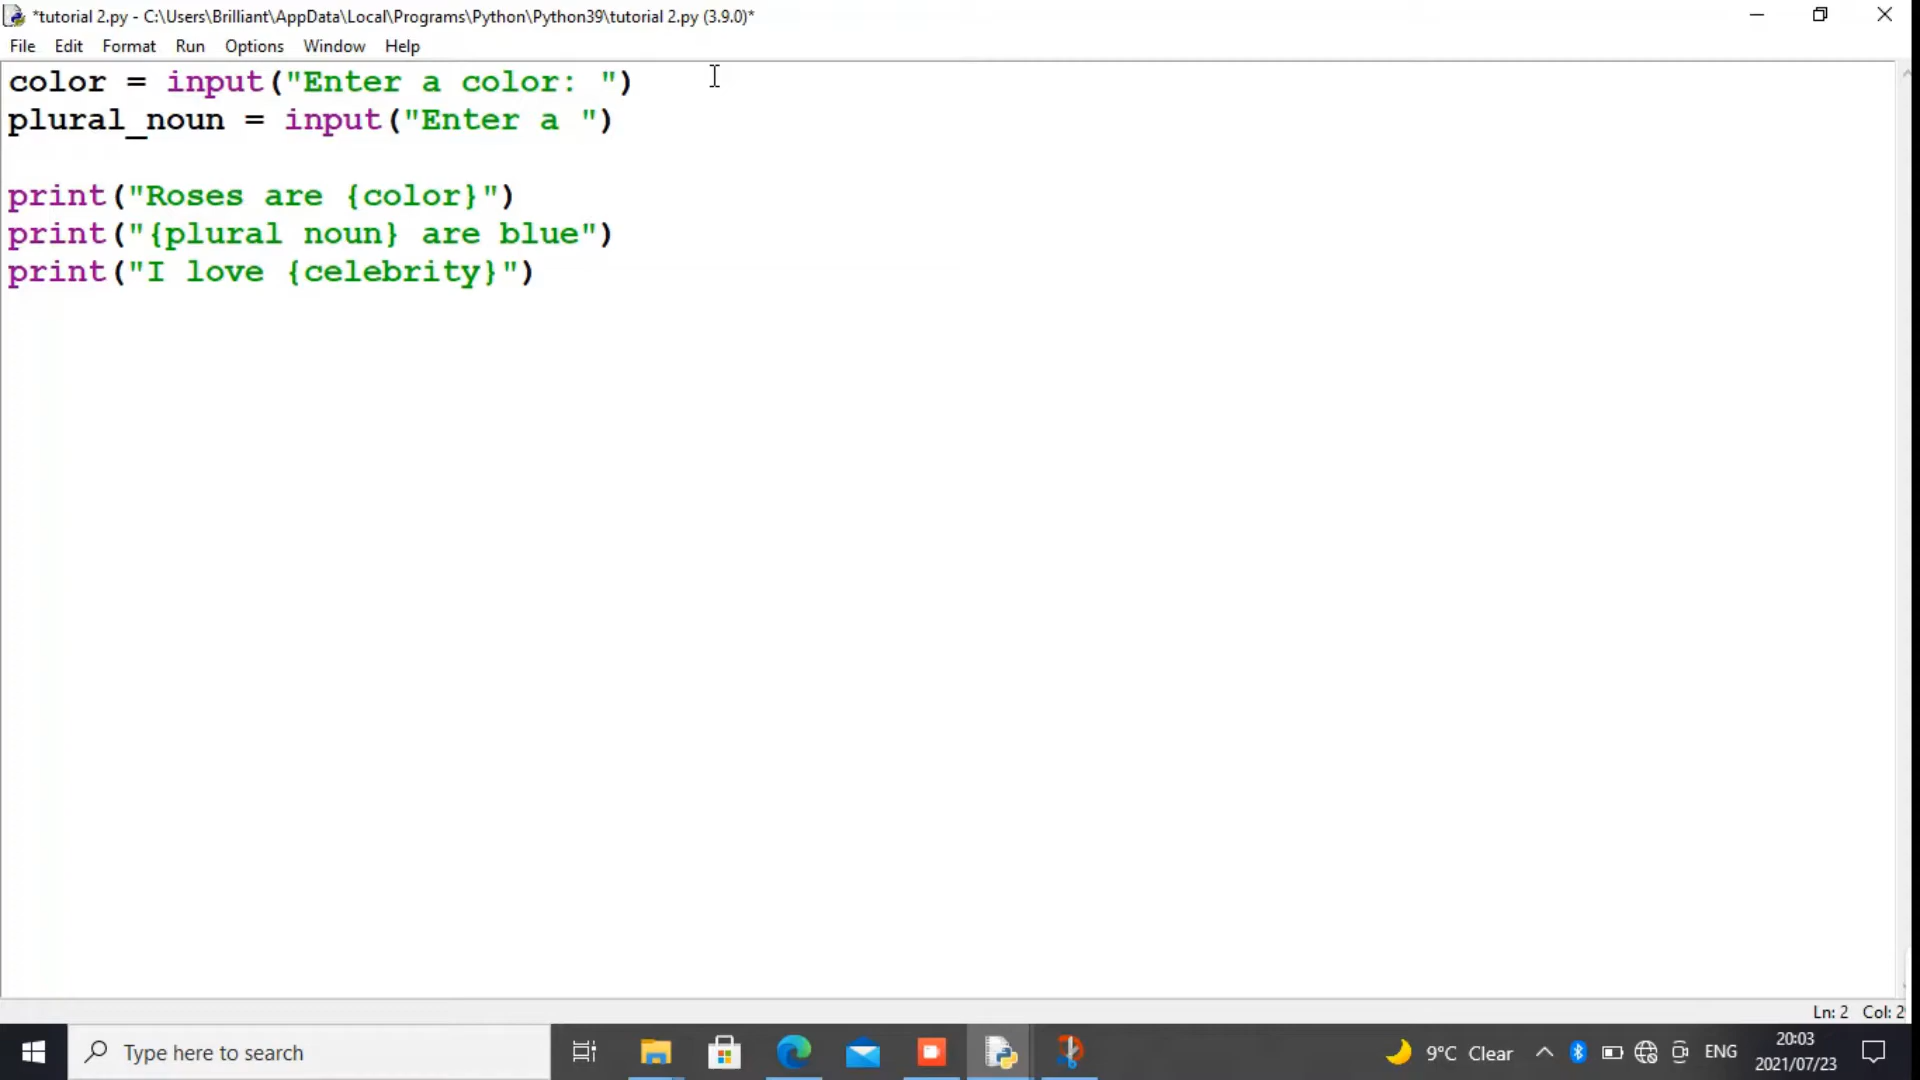 *tutorial 2.py - C:\Users\Brilliant\AppData\Local\Programs\Python\Python39\tutorial 2.py (3.9.0)*
File Edit Format Run Options Window Help
color = input("Enter a color: ")
plural_noun = input("Enter a ")
print("Roses are {color}")
print("{plural noun} are blue")
print("I love {celebrity}")
Ln: 2 Col: 2
Type here to search
9°C Clear
ENG
20:03
2021/07/23